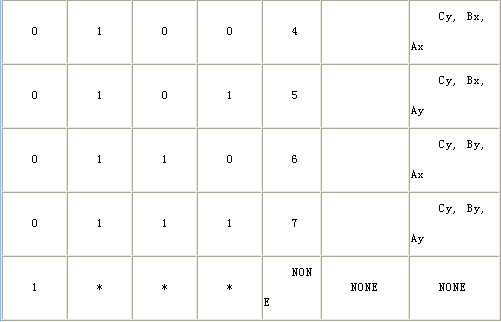 0 1 0 0 4 Cy, Bx,
Ax
0 1 0 1 5 Cy, Bx,
Ay
0 1 1 0 6 Cy, By,
Ax
0 1 1 1 7 Cy, By,
Ay
1 * * * NON
E NONE NONE